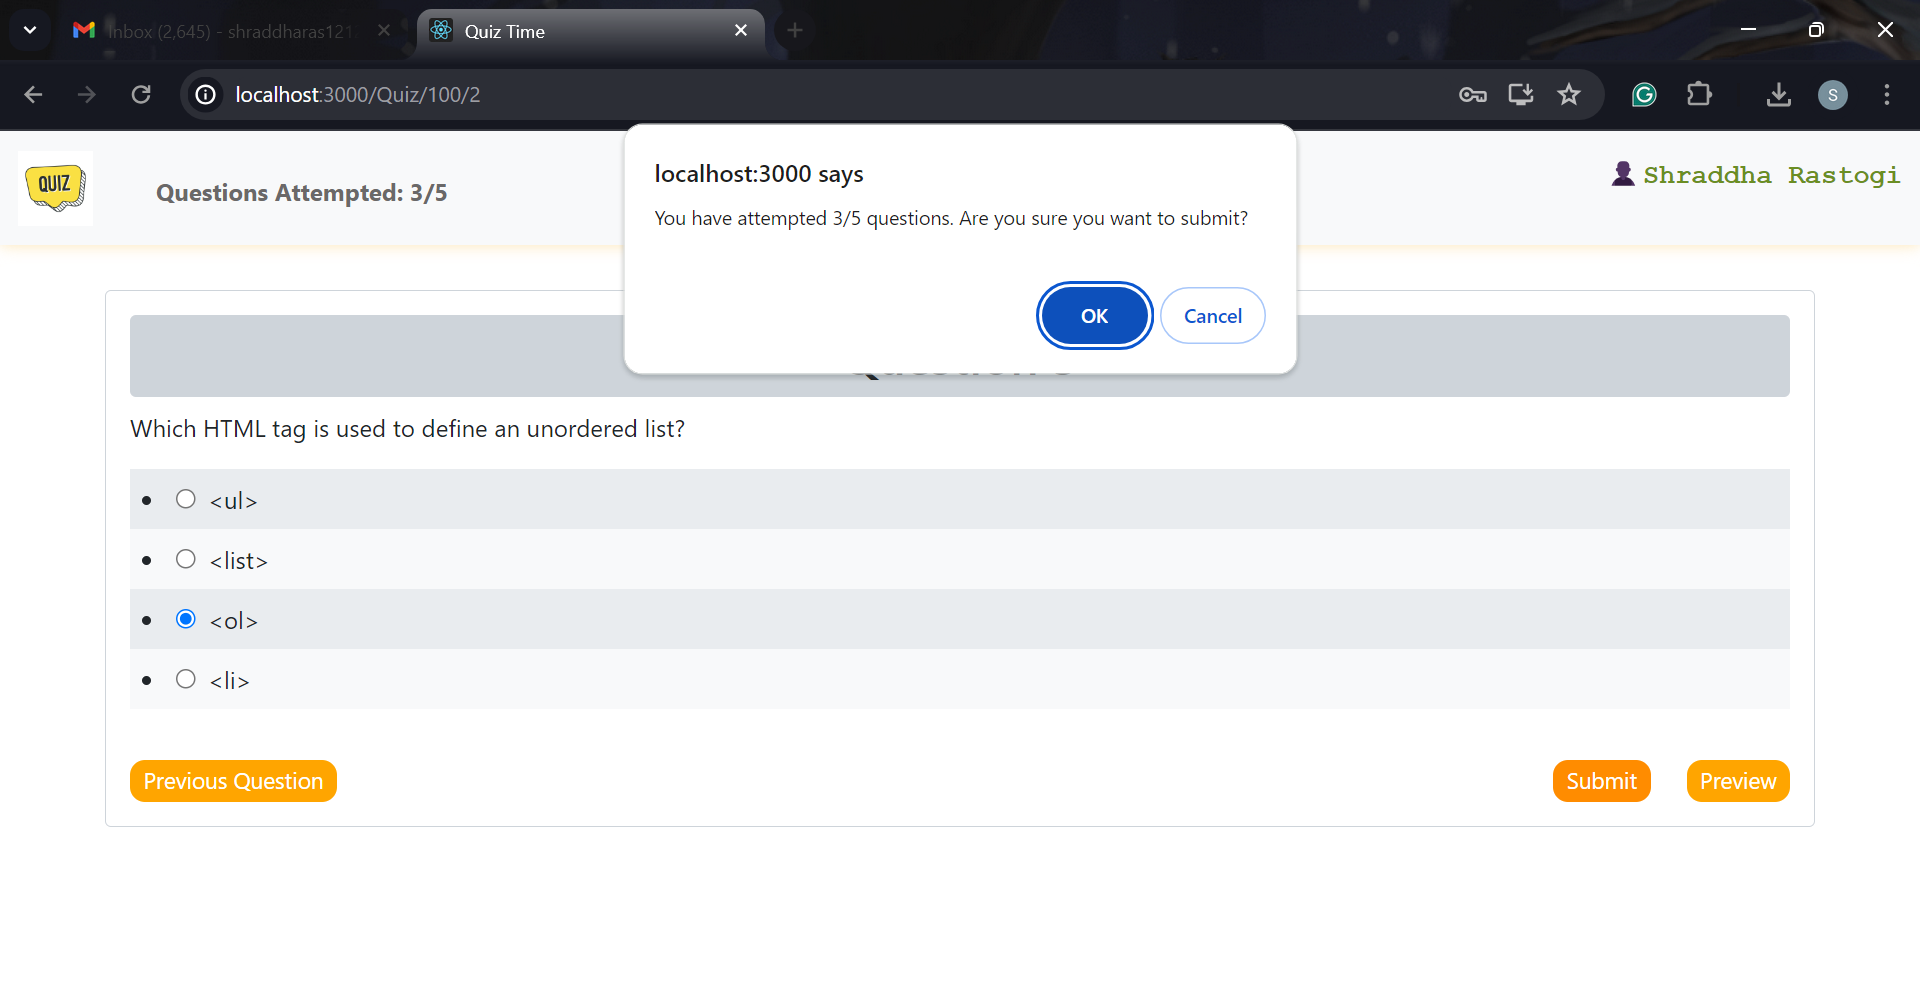 Inbox (2,645) - shraddharas121
Quiz Time
localhost:3000/Quiz/100/2
S
QUIZ
Questions Attempted: 3/5
Shraddha Rastogi
localhost:3000 says
You have attempted 3/5 questions. Are you sure you want to submit?
OK
Cancel
Which HTML tag is used to define an unordered list?
<ul>
<list>
<ol>
<li>
Previous Question
Submit
Preview